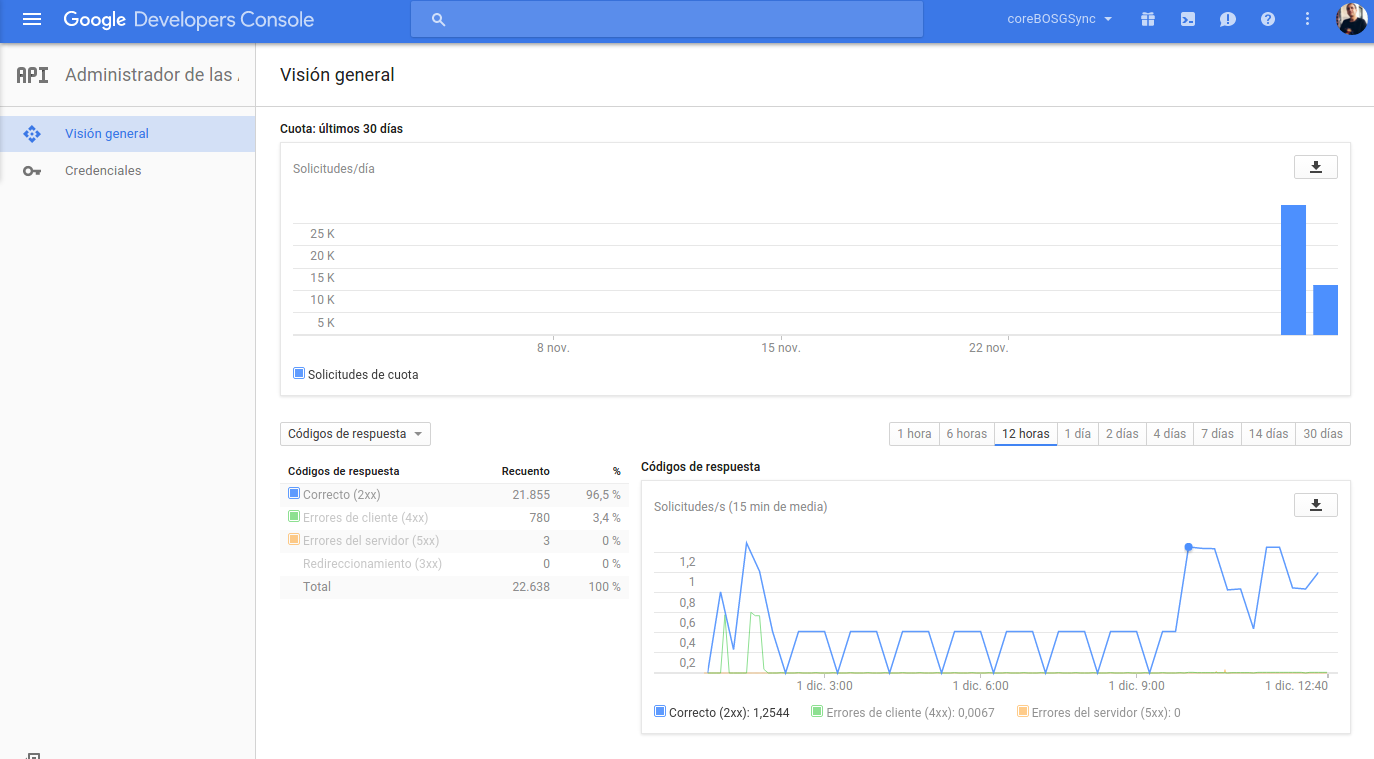 Google Developers Console
coreBOSGSync
API Administrador de las
Visión general
Visión general
Credenciales
Cuota: últimos 30 días
Solicitudes/día
25 K
20 K
15 K
10 K
5 K
8 nov. 15 nov. 22 nov.
Solicitudes de cuota
Códigos de respuesta
1 hora 6 horas 12 horas 1 día 2 días 4 días 7 días 14 días 30 días
Códigos de respuesta Recuento %
Correcto (2xx) 21.855 96,5 %
Errores de cliente (4xx) 780 3,4 %
Errores del servidor (5xx) 3 0 %
Redireccionamiento (3xx) 0 0 %
Total 22.638 100 %
Códigos de respuesta
Solicitudes/s (15 min de media)
1,2
1
0,8
0,6
0,4
0,2
1 dic. 3:00 1 dic. 6:00 1 dic. 9:00 1 dic. 12:40
Correcto (2xx): 1,2544 Errores de cliente (4xx): 0,0067 Errores del servidor (5xx): 0